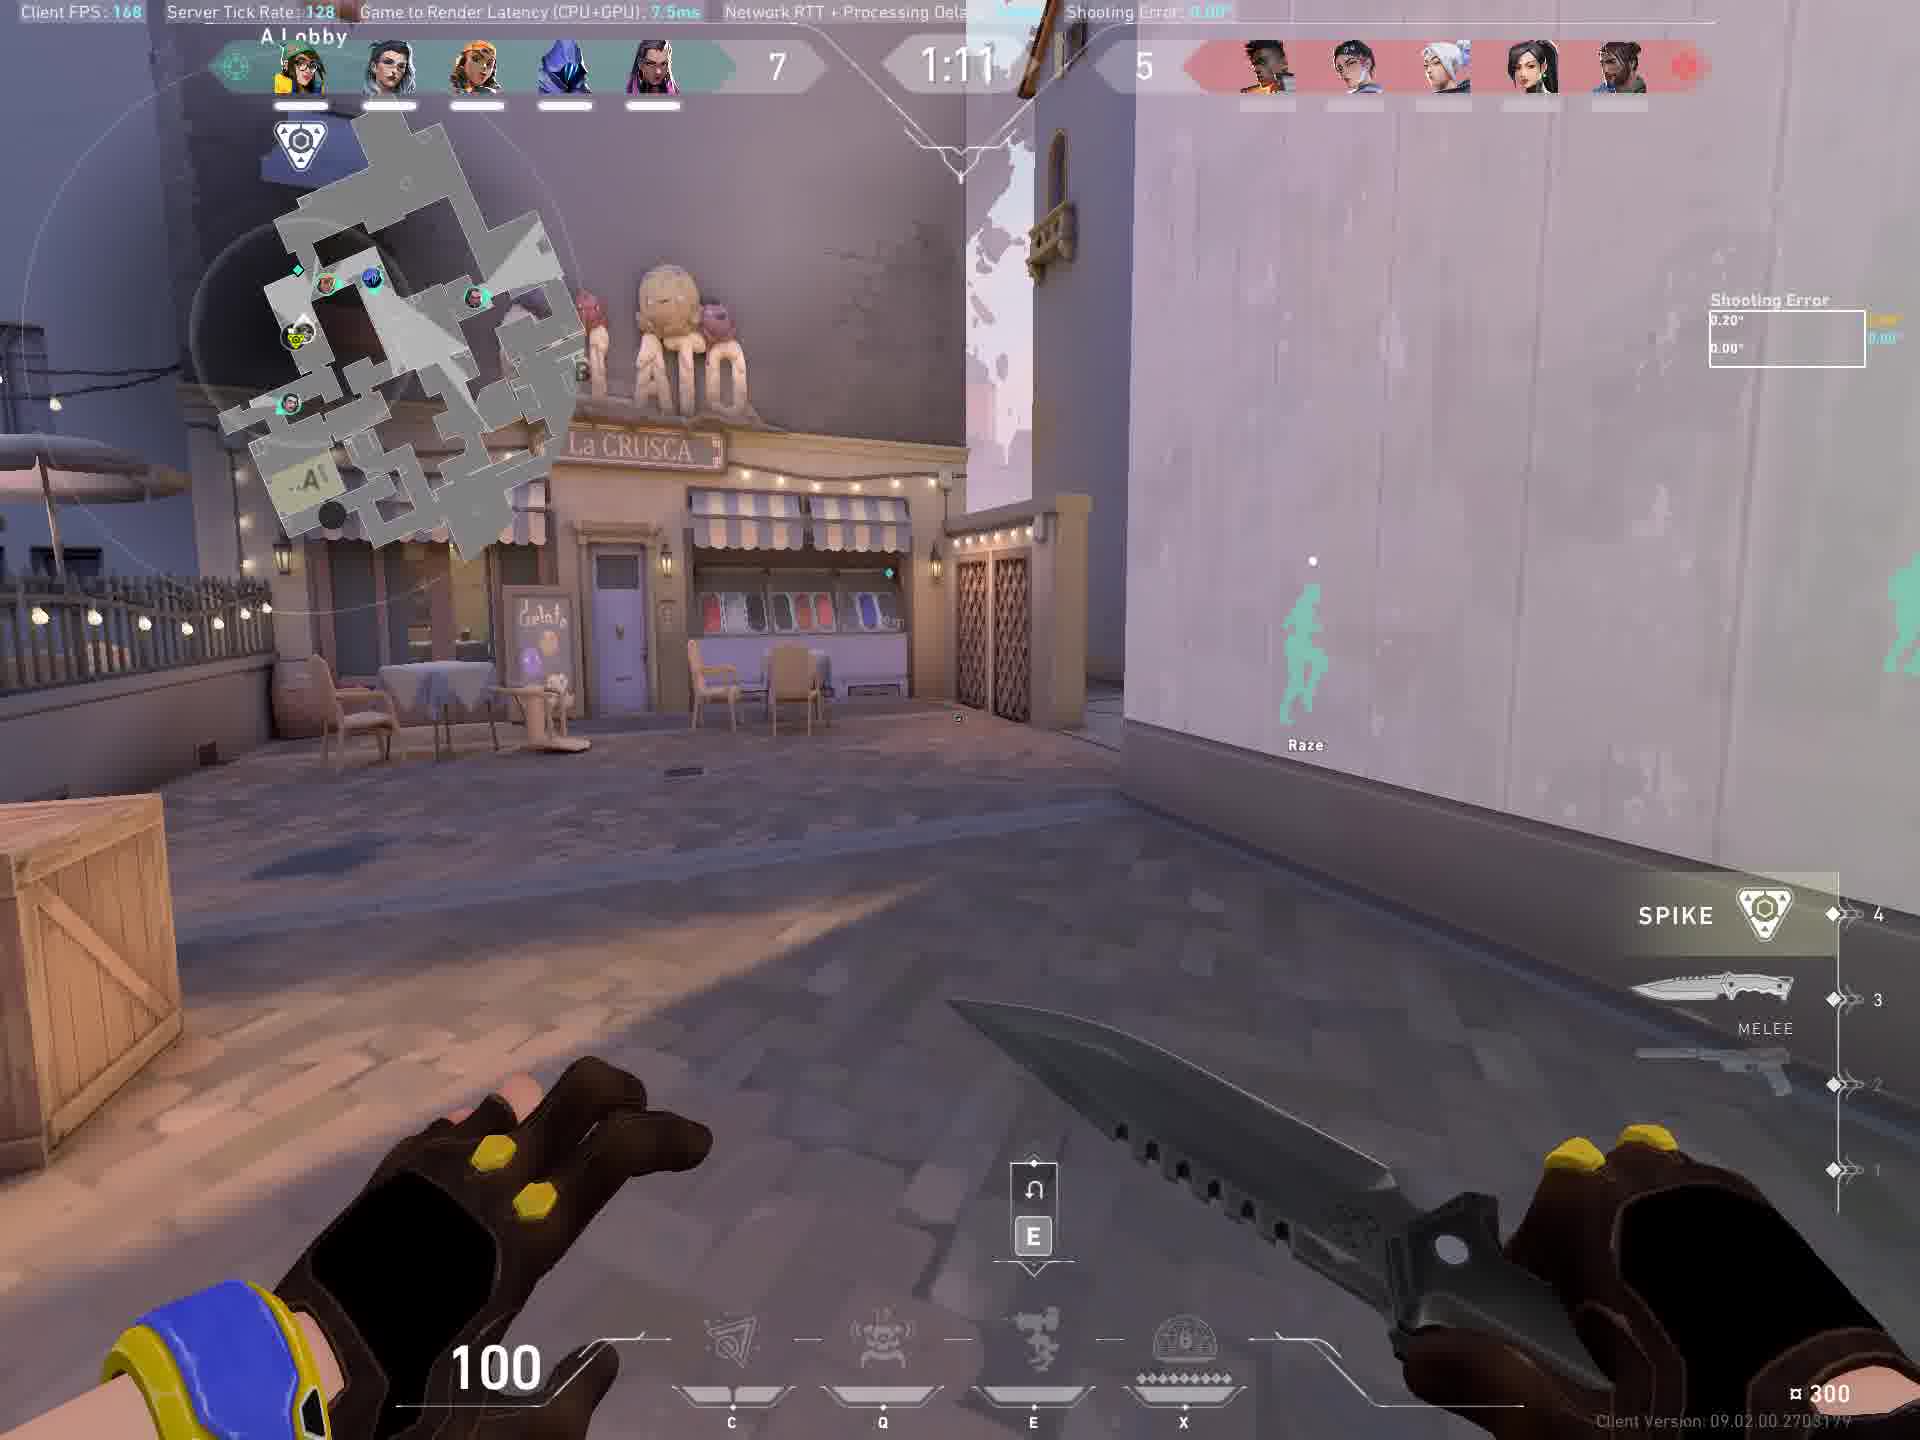 Client FPS: 168
Server Tick Rate: 128
Game to Render Latency (CPU+GPU): 7.5ms
Network RTT + Processing Dela
Shooting Error: 0.00°
A Lobby
7
1:11
5
B
A
LATO
La CRUSCA
Gelato
Shooting Error
0.20°
0.00°
0.00°
Raze
SPIKE
4
3
MELEE
2
1
E
100
C
Q
E
X
¤ 300
Client Version: 09.02.00.2703179